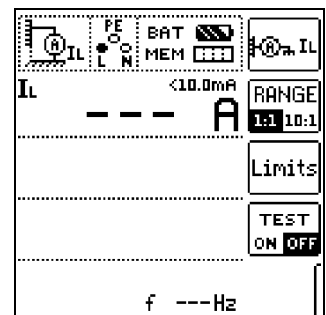 A IL
PE
L N
BAT
MEM
A IL
IL
<10.0mA
--- A
RANGE
1:1 10:1
Limits
TEST
ON OFF
f ---Hz